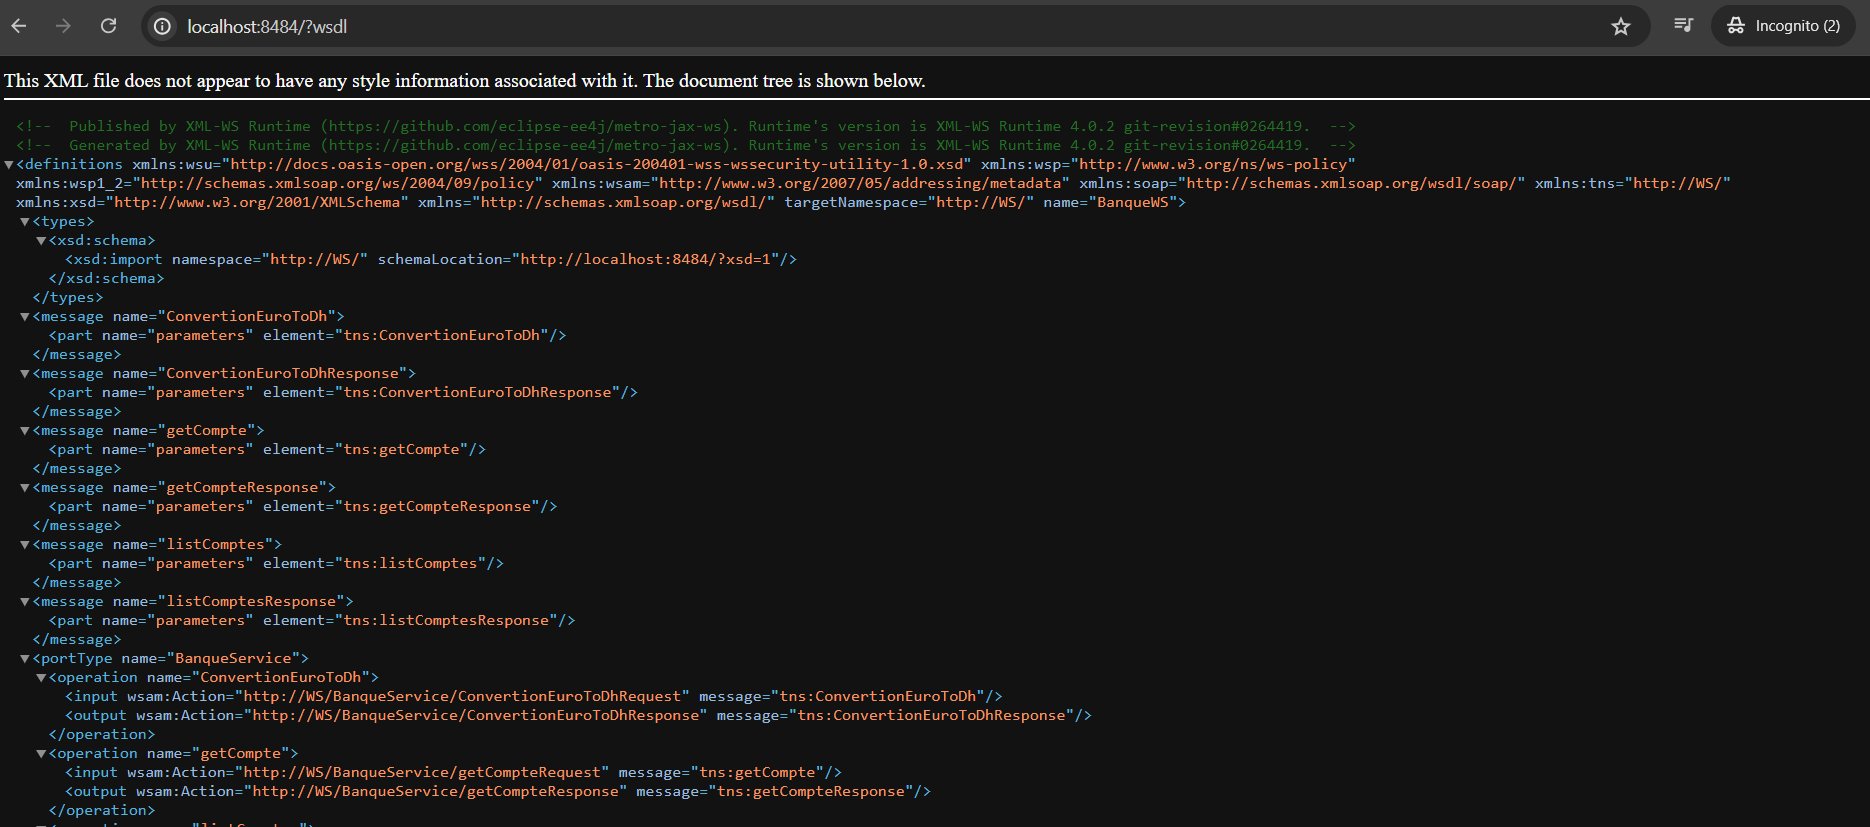 localhost:8484/?wsdl
Incognito (2)
This XML file does not appear to have any style information associated with it. The document tree is shown below.
<!--  Published by XML-WS Runtime (https://github.com/eclipse-ee4j/metro-jax-ws). Runtime's version is XML-WS Runtime 4.0.2 git-revision#0264419.  -->
<!--  Generated by XML-WS Runtime (https://github.com/eclipse-ee4j/metro-jax-ws). Runtime's version is XML-WS Runtime 4.0.2 git-revision#0264419.  -->
<definitions xmlns:wsu="http://docs.oasis-open.org/wss/2004/01/oasis-200401-wss-wssecurity-utility-1.0.xsd" xmlns:wsp="http://www.w3.org/ns/ws-policy"
xmlns:wsp1_2="http://schemas.xmlsoap.org/ws/2004/09/policy" xmlns:wsam="http://www.w3.org/2007/05/addressing/metadata" xmlns:soap="http://schemas.xmlsoap.org/wsdl/soap/" xmlns:tns="http://WS/"
xmlns:xsd="http://www.w3.org/2001/XMLSchema" xmlns="http://schemas.xmlsoap.org/wsdl/" targetNamespace="http://WS/" name="BanqueWS">
<types>
<xsd:schema>
<xsd:import namespace="http://WS/" schemaLocation="http://localhost:8484/?xsd=1"/>
</xsd:schema>
</types>
<message name="ConvertionEuroToDh">
<part name="parameters" element="tns:ConvertionEuroToDh"/>
</message>
<message name="ConvertionEuroToDhResponse">
<part name="parameters" element="tns:ConvertionEuroToDhResponse"/>
</message>
<message name="getCompte">
<part name="parameters" element="tns:getCompte"/>
</message>
<message name="getCompteResponse">
<part name="parameters" element="tns:getCompteResponse"/>
</message>
<message name="listComptes">
<part name="parameters" element="tns:listComptes"/>
</message>
<message name="listComptesResponse">
<part name="parameters" element="tns:listComptesResponse"/>
</message>
<portType name="BanqueService">
<operation name="ConvertionEuroToDh">
<input wsam:Action="http://WS/BanqueService/ConvertionEuroToDhRequest" message="tns:ConvertionEuroToDh"/>
<output wsam:Action="http://WS/BanqueService/ConvertionEuroToDhResponse" message="tns:ConvertionEuroToDhResponse"/>
</operation>
<operation name="getCompte">
<input wsam:Action="http://WS/BanqueService/getCompteRequest" message="tns:getCompte"/>
<output wsam:Action="http://WS/BanqueService/getCompteResponse" message="tns:getCompteResponse"/>
</operation>